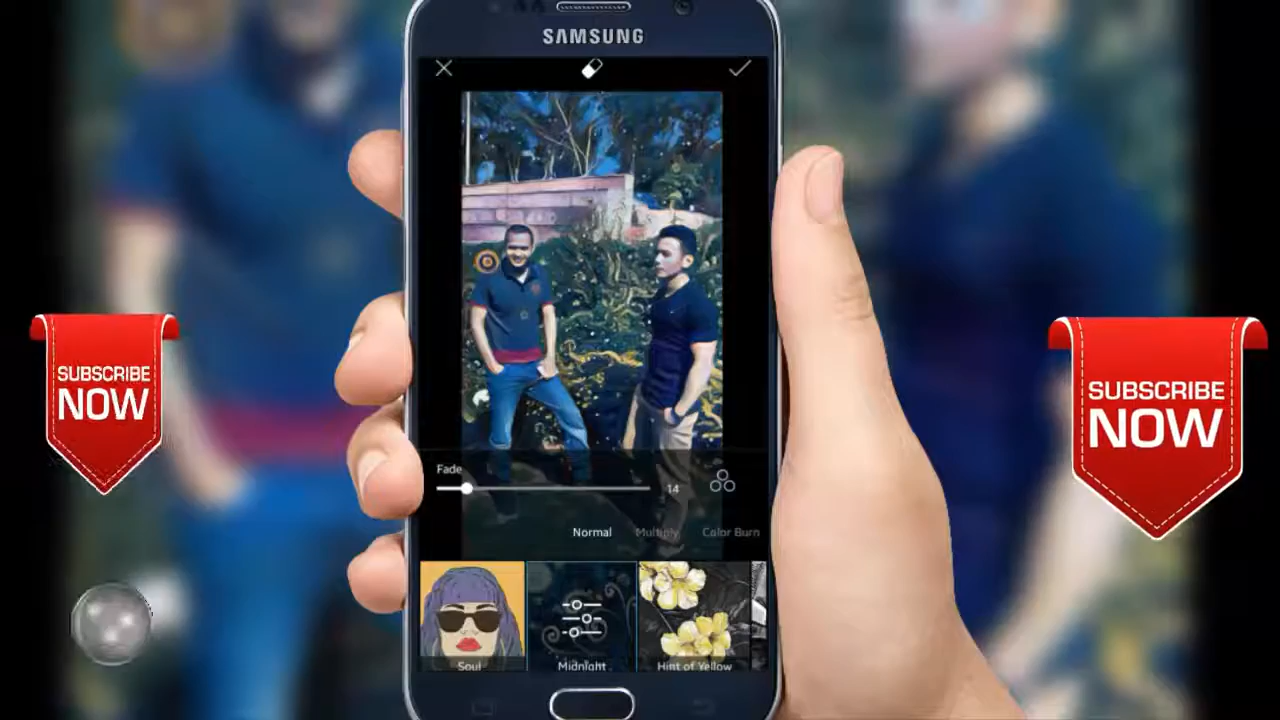 SAMSUNG
SUBSCRIBE
NOW
SUBSCRIBE
NOW
Fade
14
Normal
Multiply
Color Burn
Soul
Midnight
Hint of Yellow